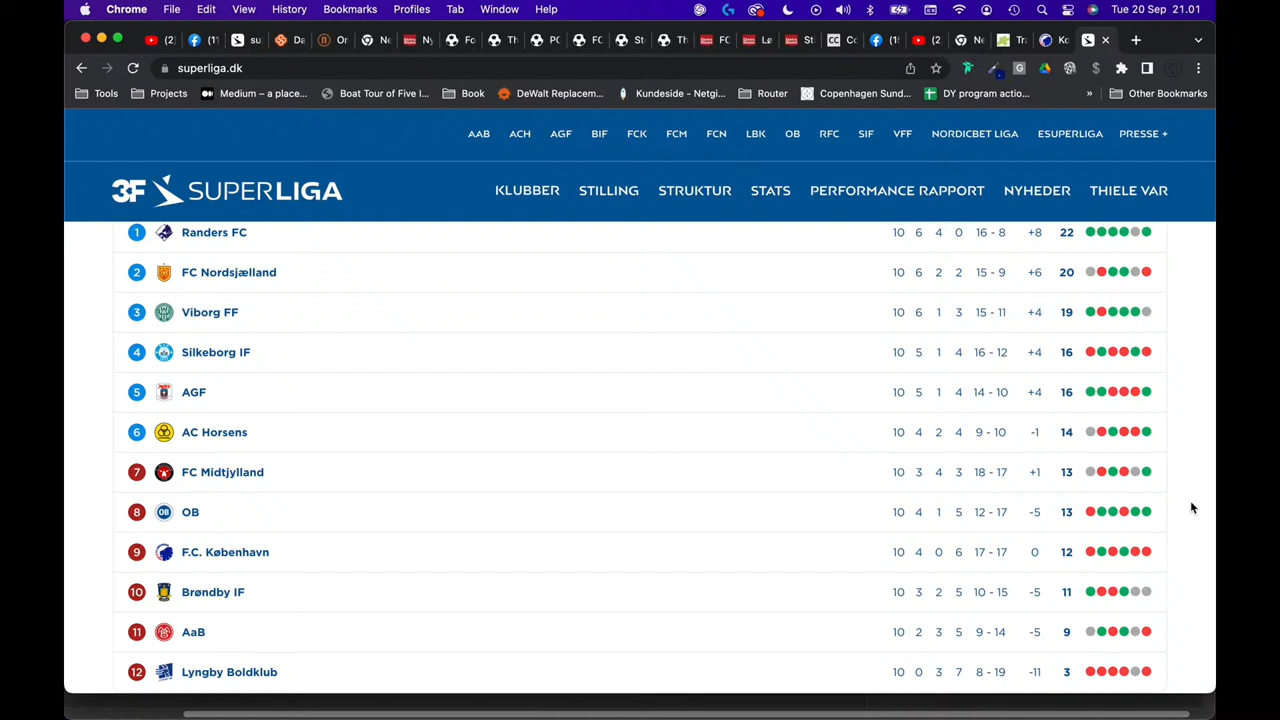 Chrome File Edit View History Bookmarks Profiles Tab Window Help Tue 20 Sep 21.01
superliga.dk
Tools Projects Medium – a place... Boat Tour of Five I... Book DeWalt Replacem... Kundeside - Netgi... Router Copenhagen Sund... DY program actio... » Other Bookmarks
AAB ACH AGF BIF FCK FCM FCN LBK OB RFC SIF VFF NORDICBET LIGA ESUPERLIGA PRESSE +
3F SUPERLIGA KLUBBER STILLING STRUKTUR STATS PERFORMANCE RAPPORT NYHEDER THIELE VAR
1 Randers FC 10 6 4 0 16 - 8 +8 22
2 FC Nordsjælland 10 6 2 2 15 - 9 +6 20
3 Viborg FF 10 6 1 3 15 - 11 +4 19
4 Silkeborg IF 10 5 1 4 16 - 12 +4 16
5 AGF 10 5 1 4 14 - 10 +4 16
6 AC Horsens 10 4 2 4 9 - 10 -1 14
7 FC Midtjylland 10 3 4 3 18 - 17 +1 13
8 OB 10 4 1 5 12 - 17 -5 13
9 F.C. København 10 4 0 6 17 - 17 0 12
10 Brøndby IF 10 3 2 5 10 - 15 -5 11
11 AaB 10 2 3 5 9 - 14 -5 9
12 Lyngby Boldklub 10 0 3 7 8 - 19 -11 3